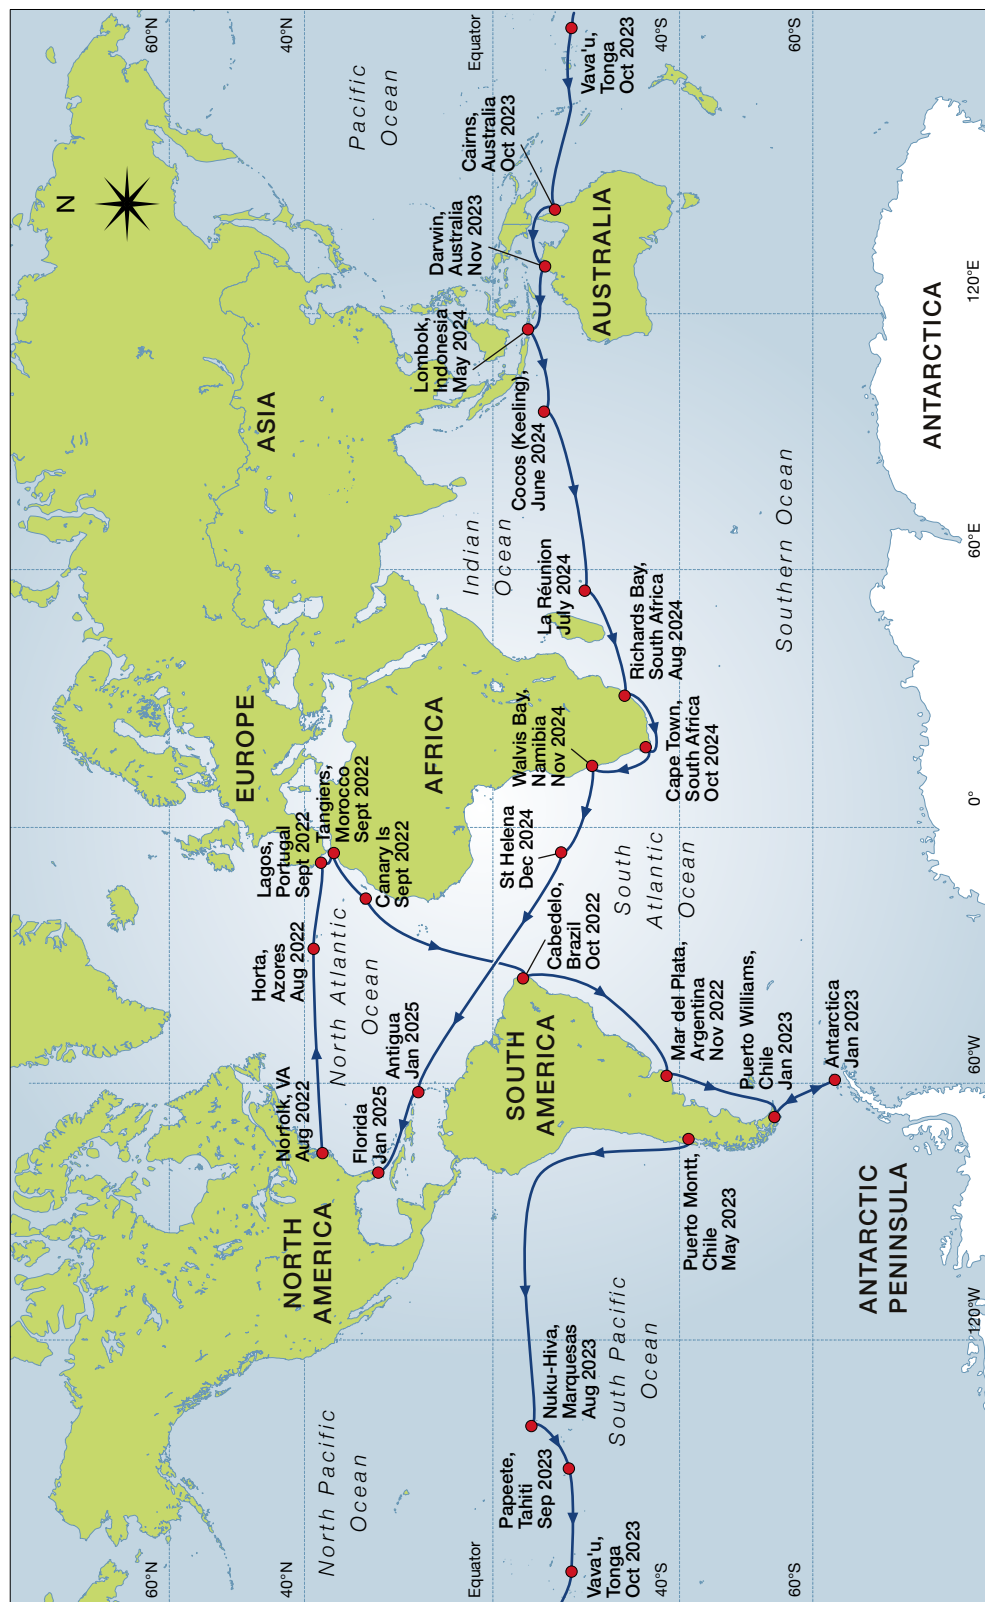 N
60°N
40°N
Equator
40°S
60°S
60°N
40°N
Equator
40°S
60°S
120°W
60°W
0°
60°E
120°E
NORTH
AMERICA
SOUTH
AMERICA
EUROPE
AFRICA
ASIA
AUSTRALIA
ANTARCTICA
ANTARCTIC
PENINSULA
North Pacific
Ocean
South Pacific
Ocean
North Atlantic
Ocean
South
Atlantic
Ocean
Indian
Ocean
Southern Ocean
Pacific
Ocean
Norfolk, VA
Aug 2022
Horta,
Azores
Aug 2022
Lagos,
Portugal
Sept 2022
Tangiers,
Morocco
Sept 2022
Canary Is
Sept 2022
Cabedelo,
Brazil
Oct 2022
Mar del Plata,
Argentina
Nov 2022
Puerto Williams,
Chile
Jan 2023
Antarctica
Jan 2023
Puerto Montt,
Chile
May 2023
Nuku-Hiva,
Marquesas
Aug 2023
Papeete,
Tahiti
Sep 2023
Vava'u,
Tonga
Oct 2023
Vava'u,
Tonga
Oct 2023
Cairns,
Australia
Oct 2023
Darwin,
Australia
Nov 2023
Lombok,
Indonesia
May 2024
Cocos (Keeling),
June 2024
La Réunion
July 2024
Richards Bay,
South Africa
Aug 2024
Cape Town,
South Africa
Oct 2024
Walvis Bay,
Namibia
Nov 2024
St Helena
Dec 2024
Antigua
Jan 2025
Florida
Jan 2025